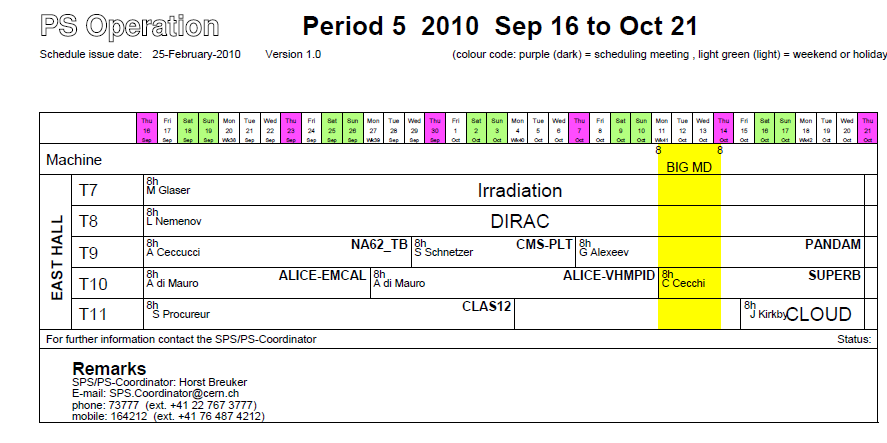 PS Operation Period 5 2010 Sep 16 to Oct 21
Schedule issue date: 25-February-2010 Version 1.0 (colour code: purple (dark) = scheduling meeting , light green (light) = weekend or holiday
Thu Fri Sat Sun Mon Tue Wed Thu Fri Sat Sun Mon Tue Wed Thu Fri Sat Sun Mon Tue Wed Thu Fri Sat Sun Mon Tue Wed Thu Fri Sat Sun Mon Tue Wed Thu
16 17 18 19 20 21 22 23 24 25 26 27 28 29 30 1 2 3 4 5 6 7 8 9 10 11 12 13 14 15 16 17 18 19 20 21
Sep Sep Sep Sep Wk38 Sep Sep Sep Sep Sep Sep Wk39 Sep Sep Sep Oct Oct Oct Wk40 Oct Oct Oct Oct Oct Oct Wk41 Oct Oct Oct Oct Oct Oct Wk42 Oct Oct Oct
8 8
Machine BIG MD
EAST HALL
T7 8h M Glaser Irradiation
T8 8h L Nemenov DIRAC
T9 8h A Ceccucci NA62_TB 8h S Schnetzer CMS-PLT 8h G Alexeev PANDAM
T10 8h A di Mauro ALICE-EMCAL 8h A di Mauro ALICE-VHMPID 8h C Cecchi SUPERB
T11 8h S Procureur CLAS12 8h J Kirkby CLOUD
For further information contact the SPS/PS-Coordinator Status:
Remarks
SPS/PS-Coordinator: Horst Breuker
E-mail: SPS.Coordinator@cern.ch
phone: 73777 (ext. +41 22 767 3777)
mobile: 164212 (ext. +41 76 487 4212)